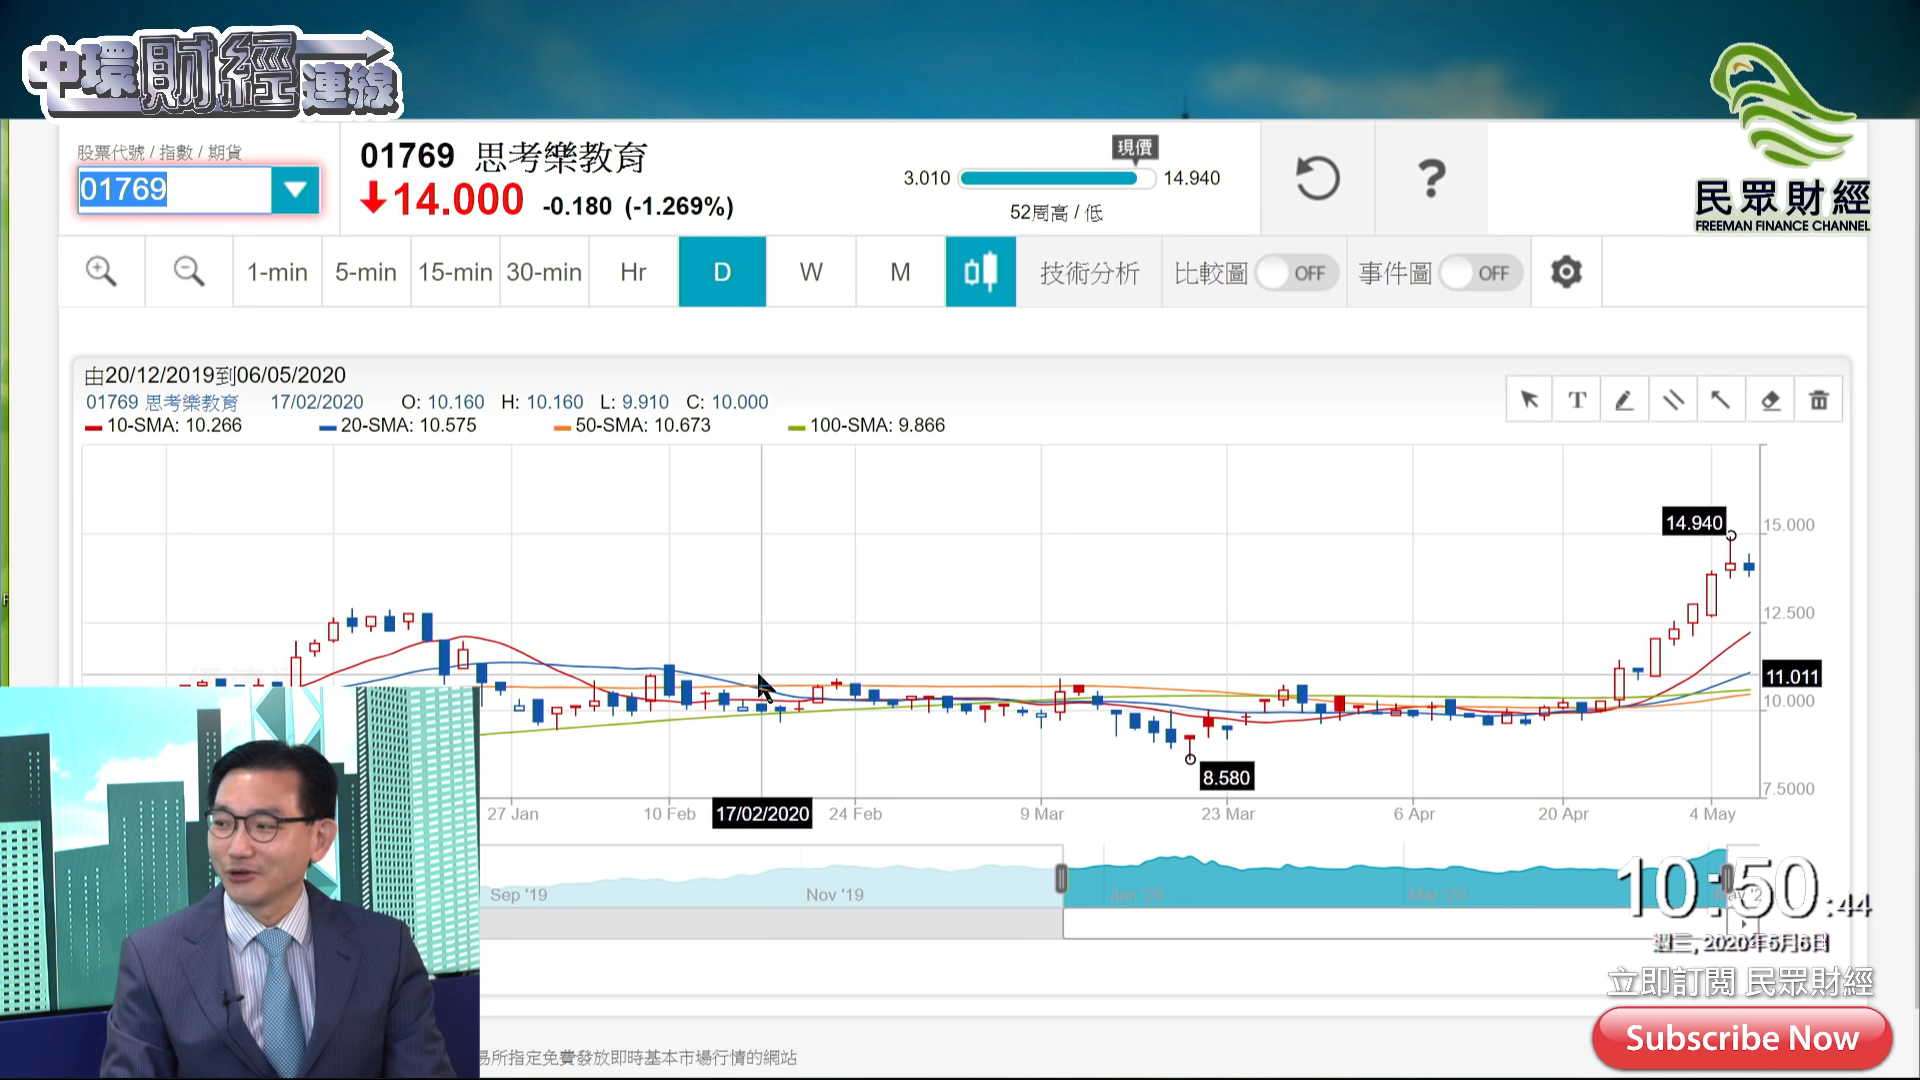 中環財經連線
民眾財經
FREEMAN FINANCE CHANNEL
股票代號 / 指數 / 期貨
01769
01769 思考樂教育
14.000 -0.180 (-1.269%)
現價
3.010 14.940
52周高 / 低
?
1-min 5-min 15-min 30-min Hr D W M 技術分析 比較圖 OFF 事件圖 OFF
由20/12/2019到06/05/2020
01769 思考樂教育 17/02/2020 O: 10.160 H: 10.160 L: 9.910 C: 10.000
10-SMA: 10.266 20-SMA: 10.575 50-SMA: 10.673 100-SMA: 9.866
T
14.940
15.000
12.500
11.011
10.000
8.580
7.5000
27 Jan 10 Feb 17/02/2020 24 Feb 9 Mar 23 Mar 6 Apr 20 Apr 4 May
Sep '19 Nov '19 Jan '20 Mar '20
10:50:44
週三, 2020年5月6日
立即訂閱 民眾財經
Subscribe Now
易所指定免費發放即時基本市場行情的網站